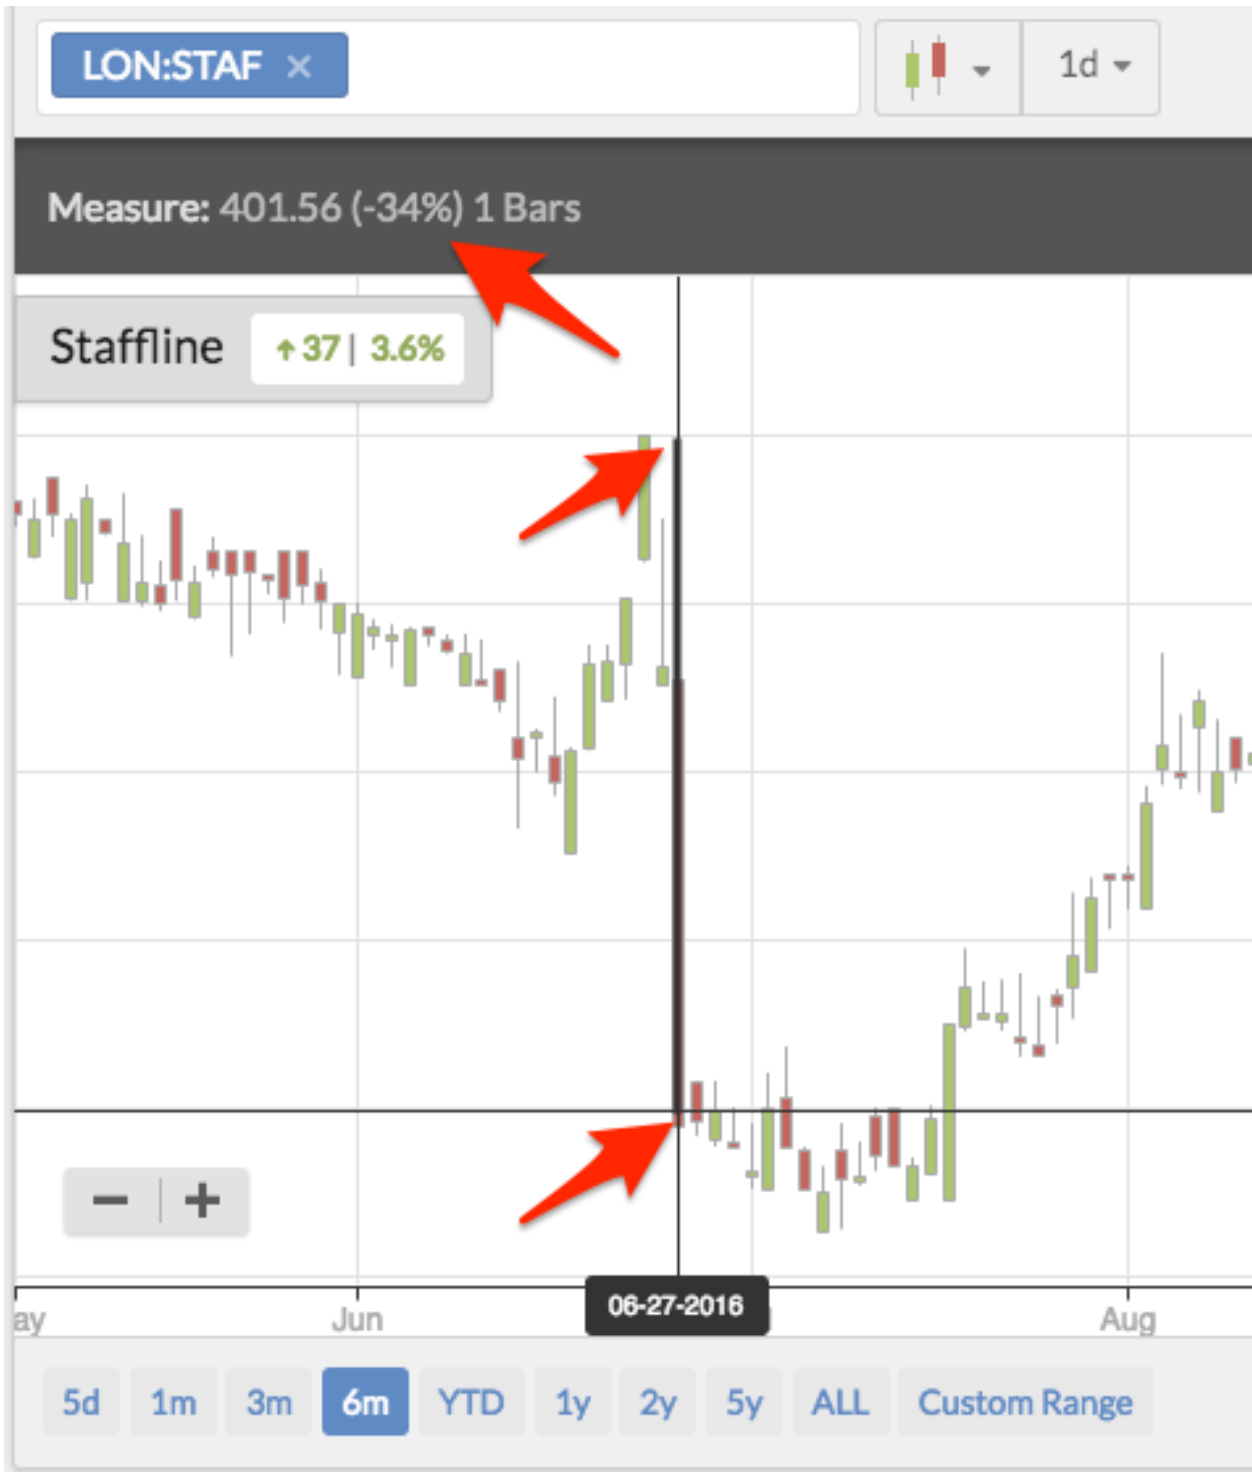 LON:STAF ×
1d
Measure: 401.56 (-34%) 1 Bars
Staffline ↑37 | 3.6%
ay Jun 06-27-2016 Aug
5d 1m 3m 6m YTD 1y 2y 5y ALL Custom Range